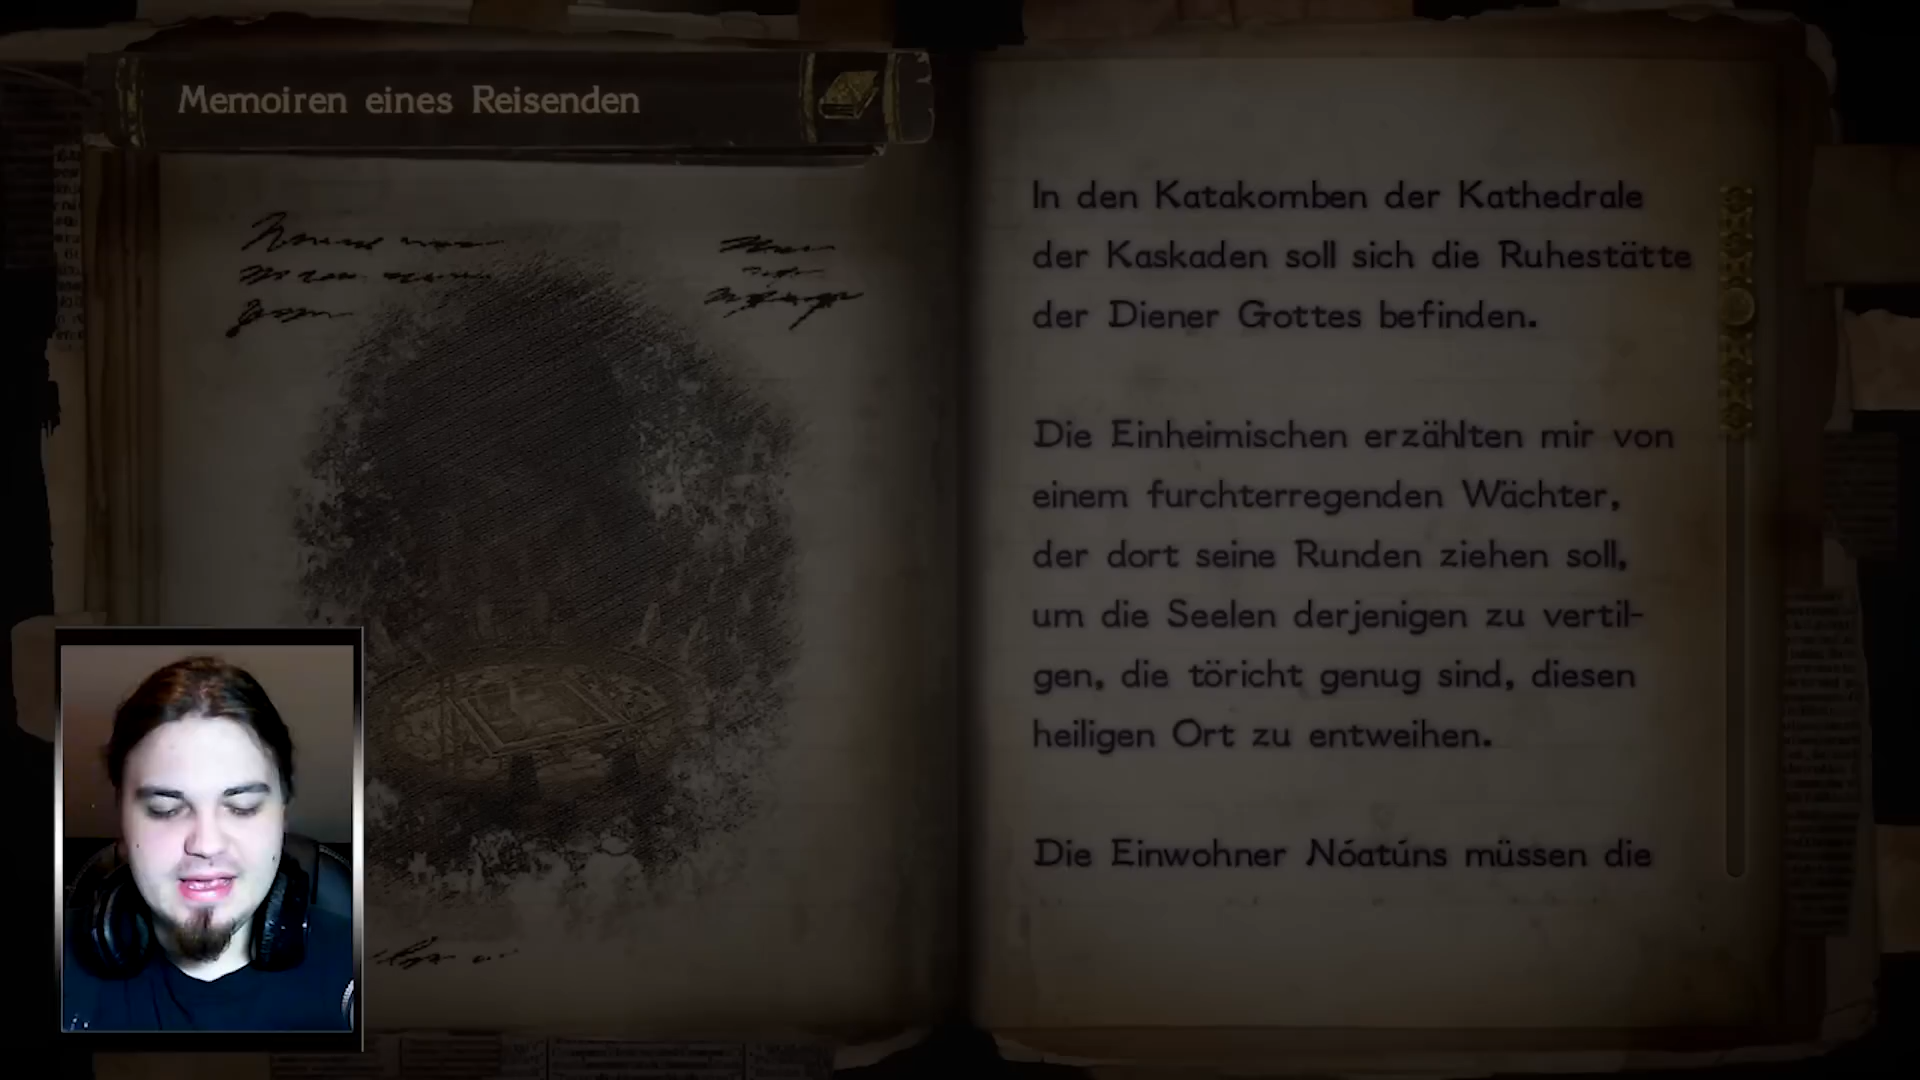 Memoiren eines Reisenden
In den Katakomben der Kathedrale
der Kaskaden soll sich die Ruhestätte
der Diener Gottes befinden.
Die Einheimischen erzählten mir von
einem furchterregenden Wächter,
der dort seine Runden ziehen soll,
um die Seelen derjenigen zu vertil-
gen, die töricht genug sind, diesen
heiligen Ort zu entweihen.
Die Einwohner Nóatúns müssen die